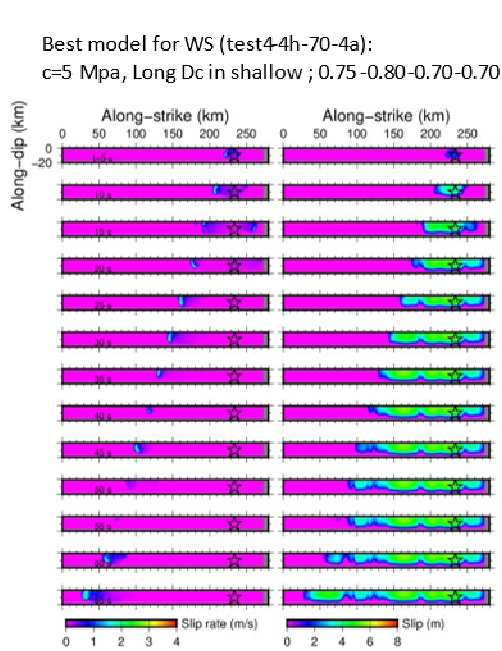 Best model for WS (test4-4h-70-4a):
c=5 Mpa, Long Dc in shallow ; 0.75-0.80-0.70-0.70
Along-strike (km) Along-strike (km)
0 50 100 150 200 250 0 50 100 150 200 250
Along-dip (km)
0
-20
10 s
15 s
20 s
25 s
30 s
35 s
40 s
45 s
50 s
55 s
Slip rate (m/s) Slip (m)
0 1 2 3 4 0 2 4 6 8